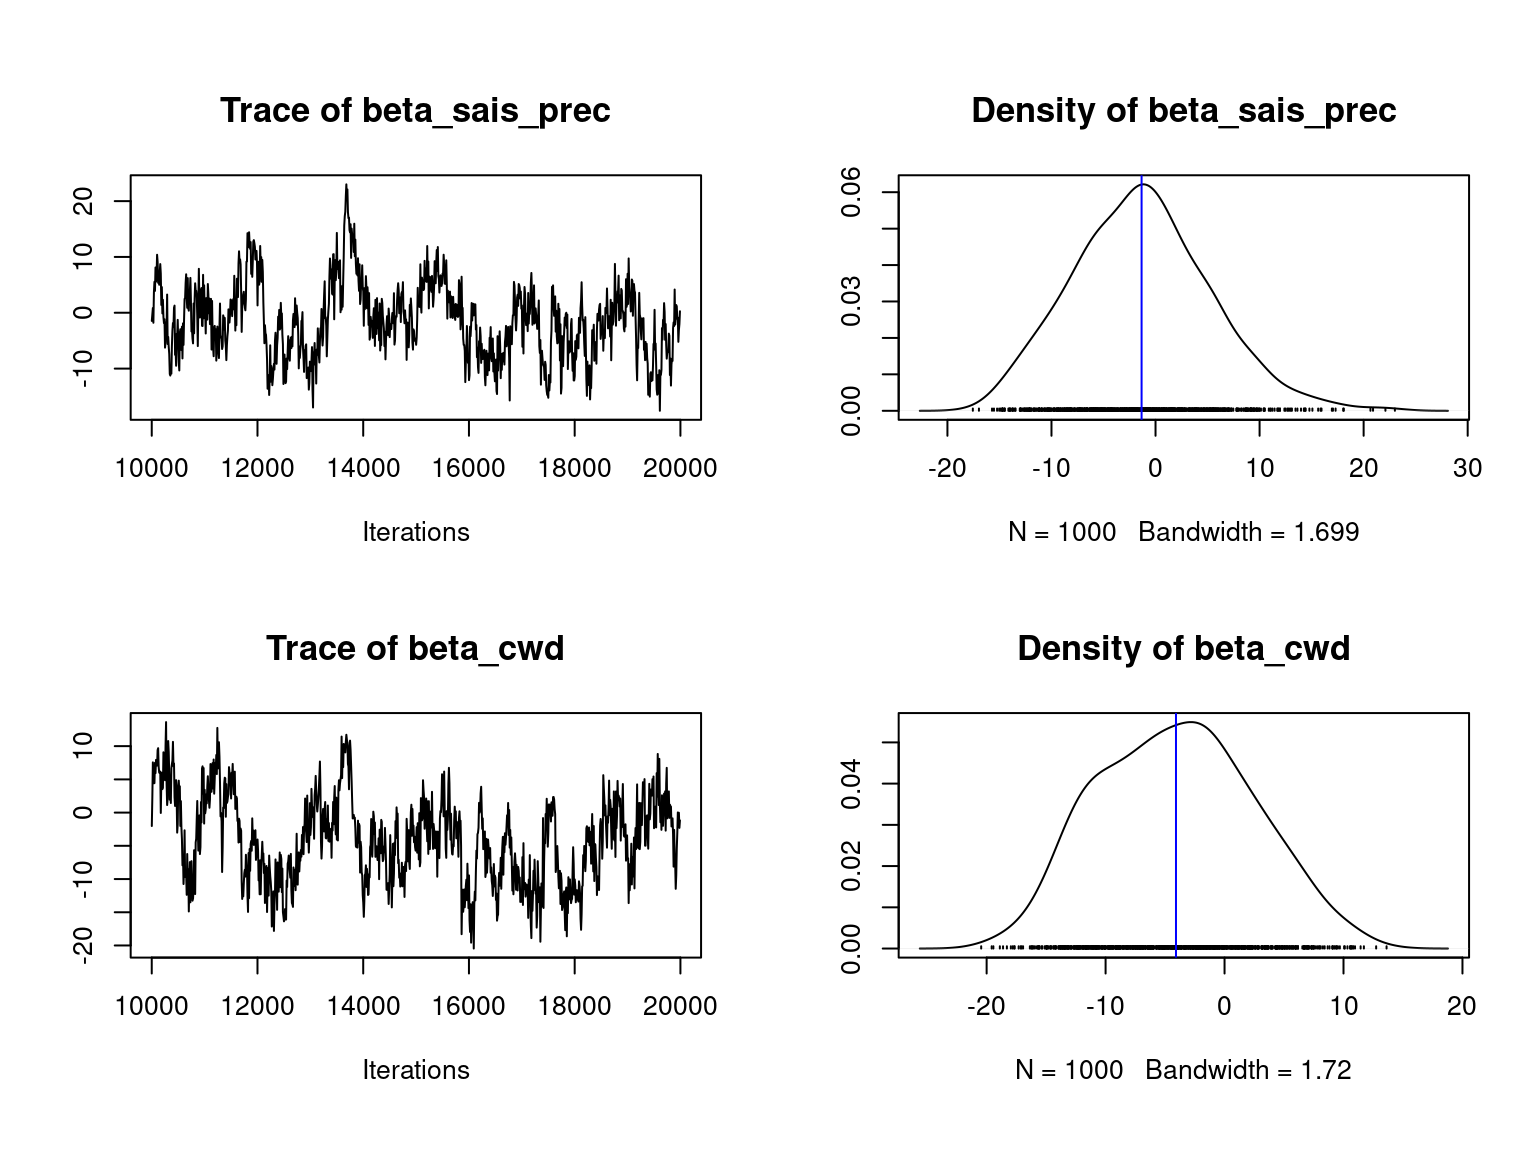 Trace of beta_sais_prec
20
10
0
-10
10000 12000 14000 16000 18000 20000
Iterations
Density of beta_sais_prec
0.06
0.03
0.00
-20 -10 0 10 20 30
N = 1000 Bandwidth = 1.699
Trace of beta_cwd
10
0
-10
-20
10000 12000 14000 16000 18000 20000
Iterations
Density of beta_cwd
0.04
0.02
0.00
-20 -10 0 10 20
N = 1000 Bandwidth = 1.72